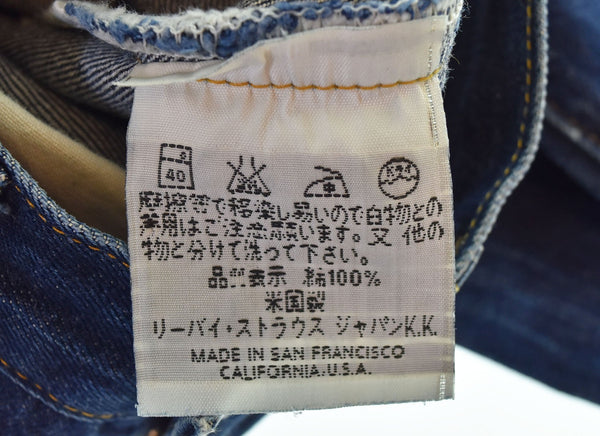 40
摩擦等で移染し易いので白物との
兼用はご注意願います。又 他の
物と分けて洗って下さい。
品質表示 綿100%
米国製
リーバイ・ストラウス ジャパンK.K.
MADE IN SAN FRANCISCO
CALIFORNIA.U.S.A.